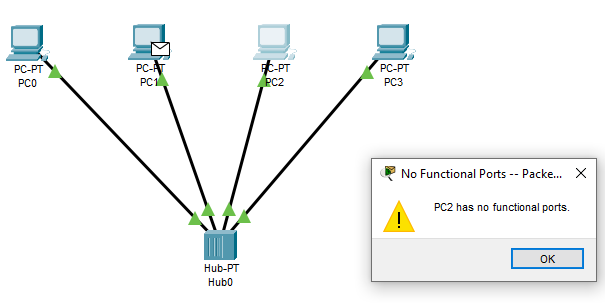 PC-PT
PC0
PC-PT
PC1
PC-PT
PC2
PC-PT
PC3
No Functional Ports -- Packe...
PC2 has no functional ports.
OK
Hub-PT
Hub0